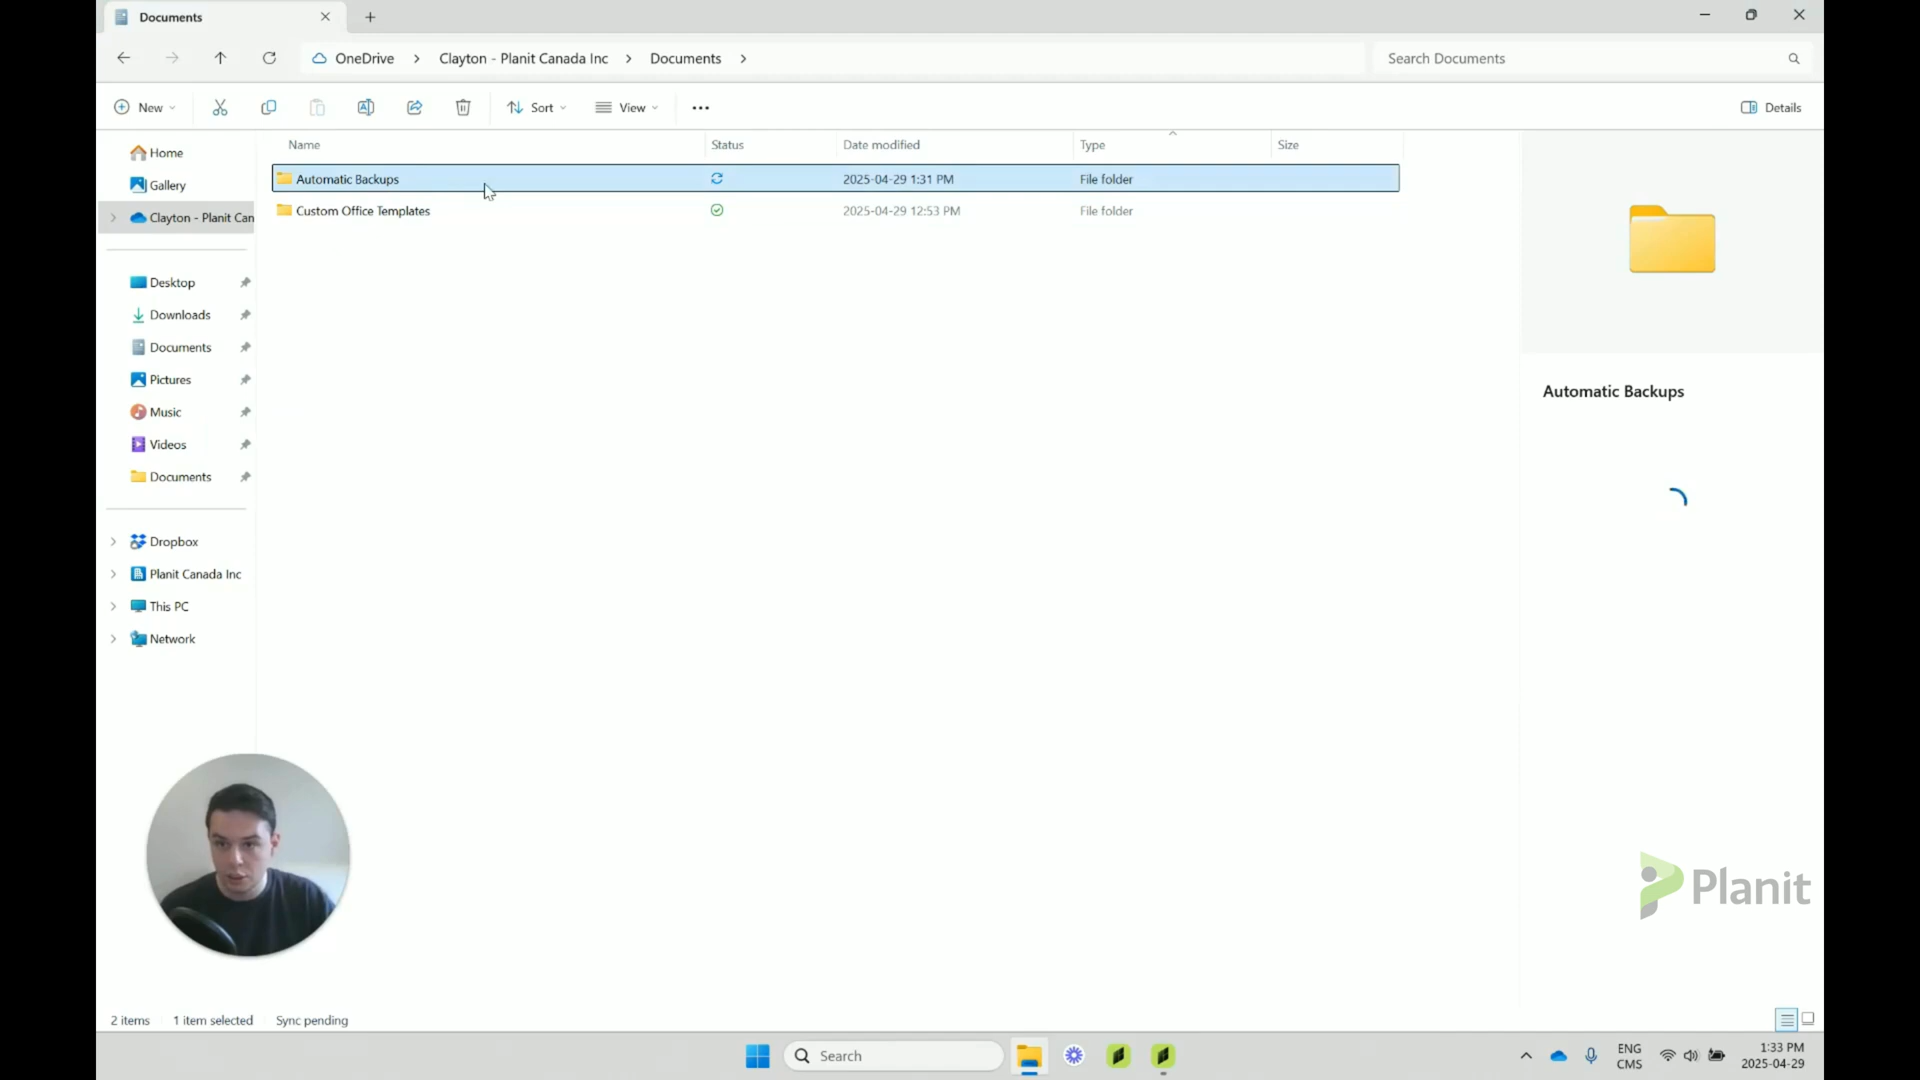 Documents
OneDrive > Clayton - Planit Canada Inc > Documents >
Search Documents
New
Sort
View
Details
Name Status Date modified Type Size
Automatic Backups 2025-04-29 1:31 PM File folder
Custom Office Templates 2025-04-29 12:53 PM File folder
Home
Gallery
Clayton - Planit Can
Desktop
Downloads
Documents
Pictures
Music
Videos
Documents
Dropbox
Planit Canada Inc
This PC
Network
Automatic Backups
Planit
2 items 1 item selected Sync pending
Search
ENG
CMS
1:33 PM
2025-04-29